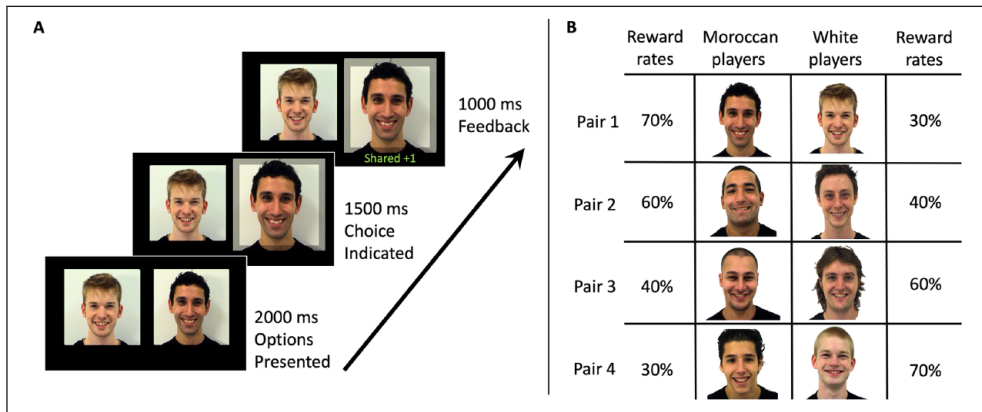 A
1000 ms
Feedback
Shared +1
1500 ms
Choice
Indicated
2000 ms
Options
Presented
B
Reward rates Moroccan players White players Reward rates
Pair 1 70% 30%
Pair 2 60% 40%
Pair 3 40% 60%
Pair 4 30% 70%